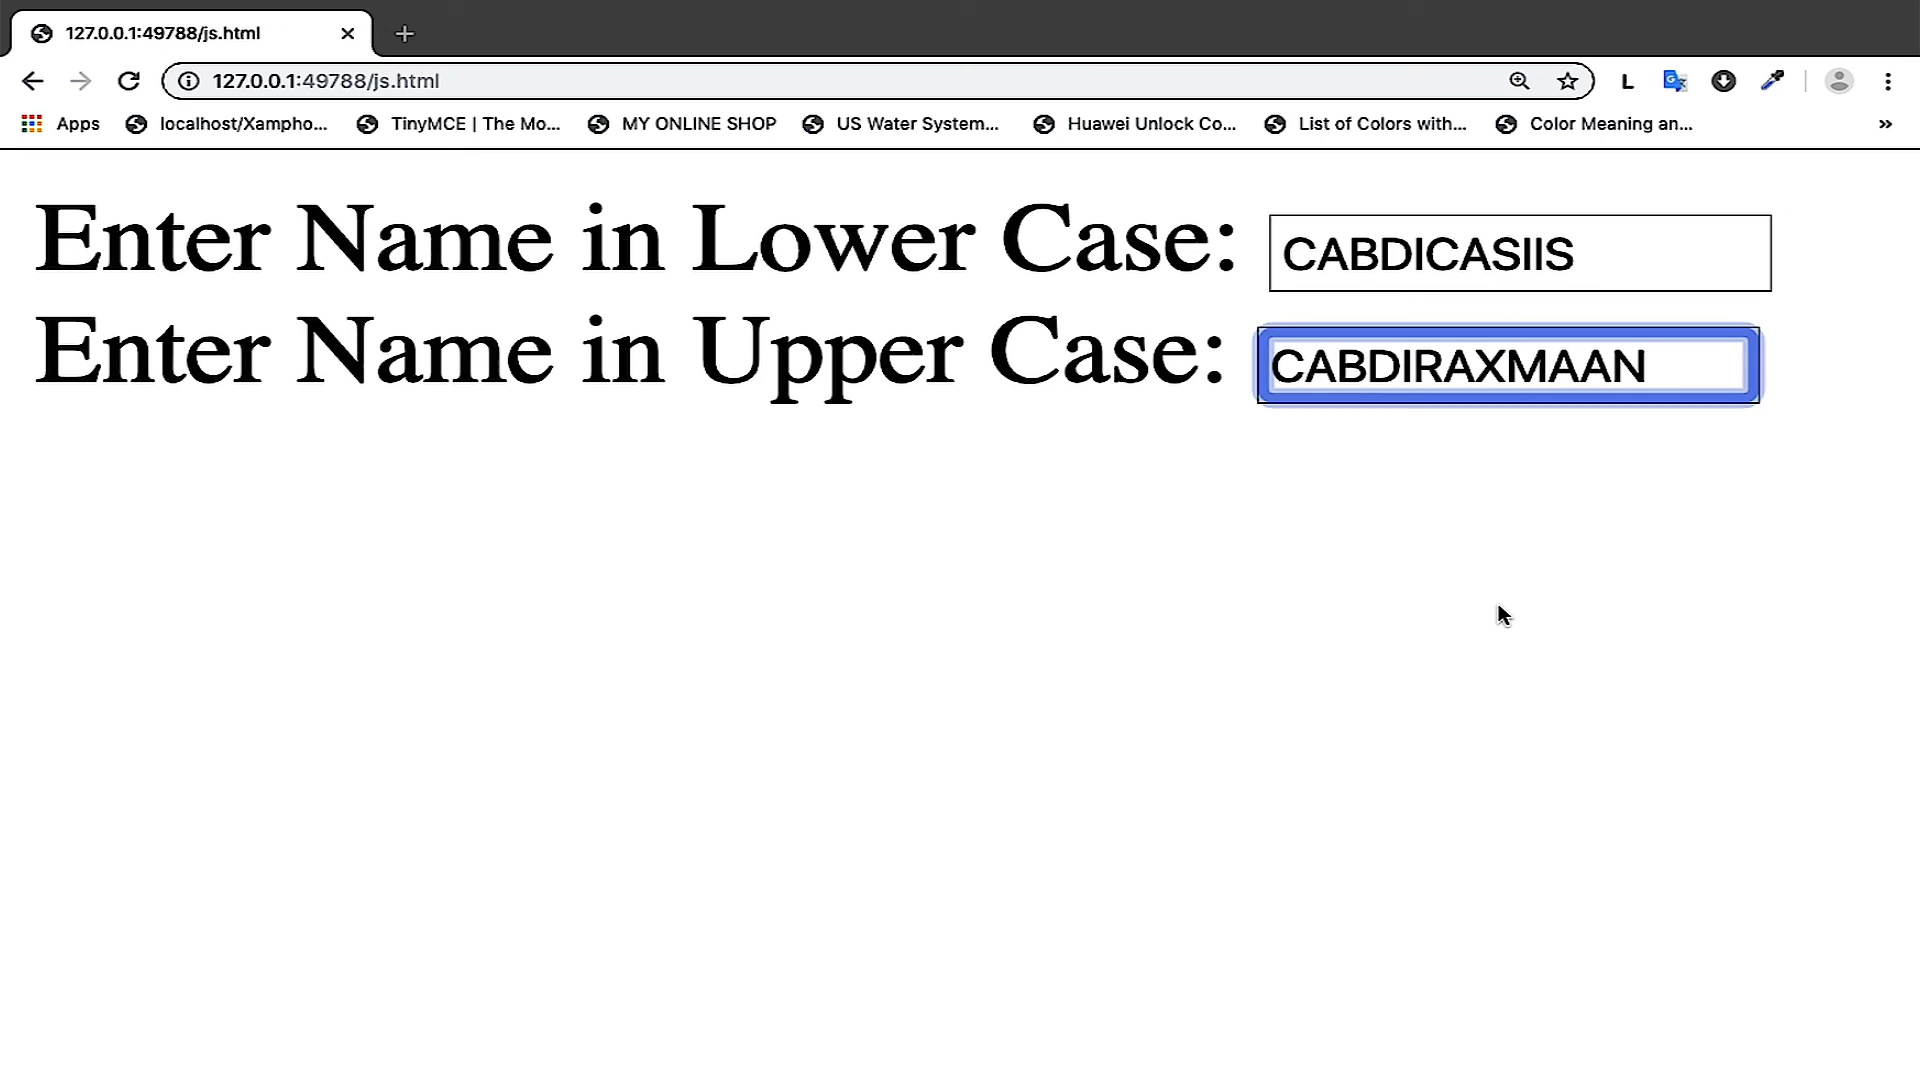 127.0.0.1:49788/js.html
127.0.0.1:49788/js.html
L
Apps localhost/Xampho... TinyMCE | The Mo... MY ONLINE SHOP US Water System... Huawei Unlock Co... List of Colors with... Color Meaning an... »
Enter Name in Lower Case: CABDICASIIS
Enter Name in Upper Case: CABDIRAXMAAN